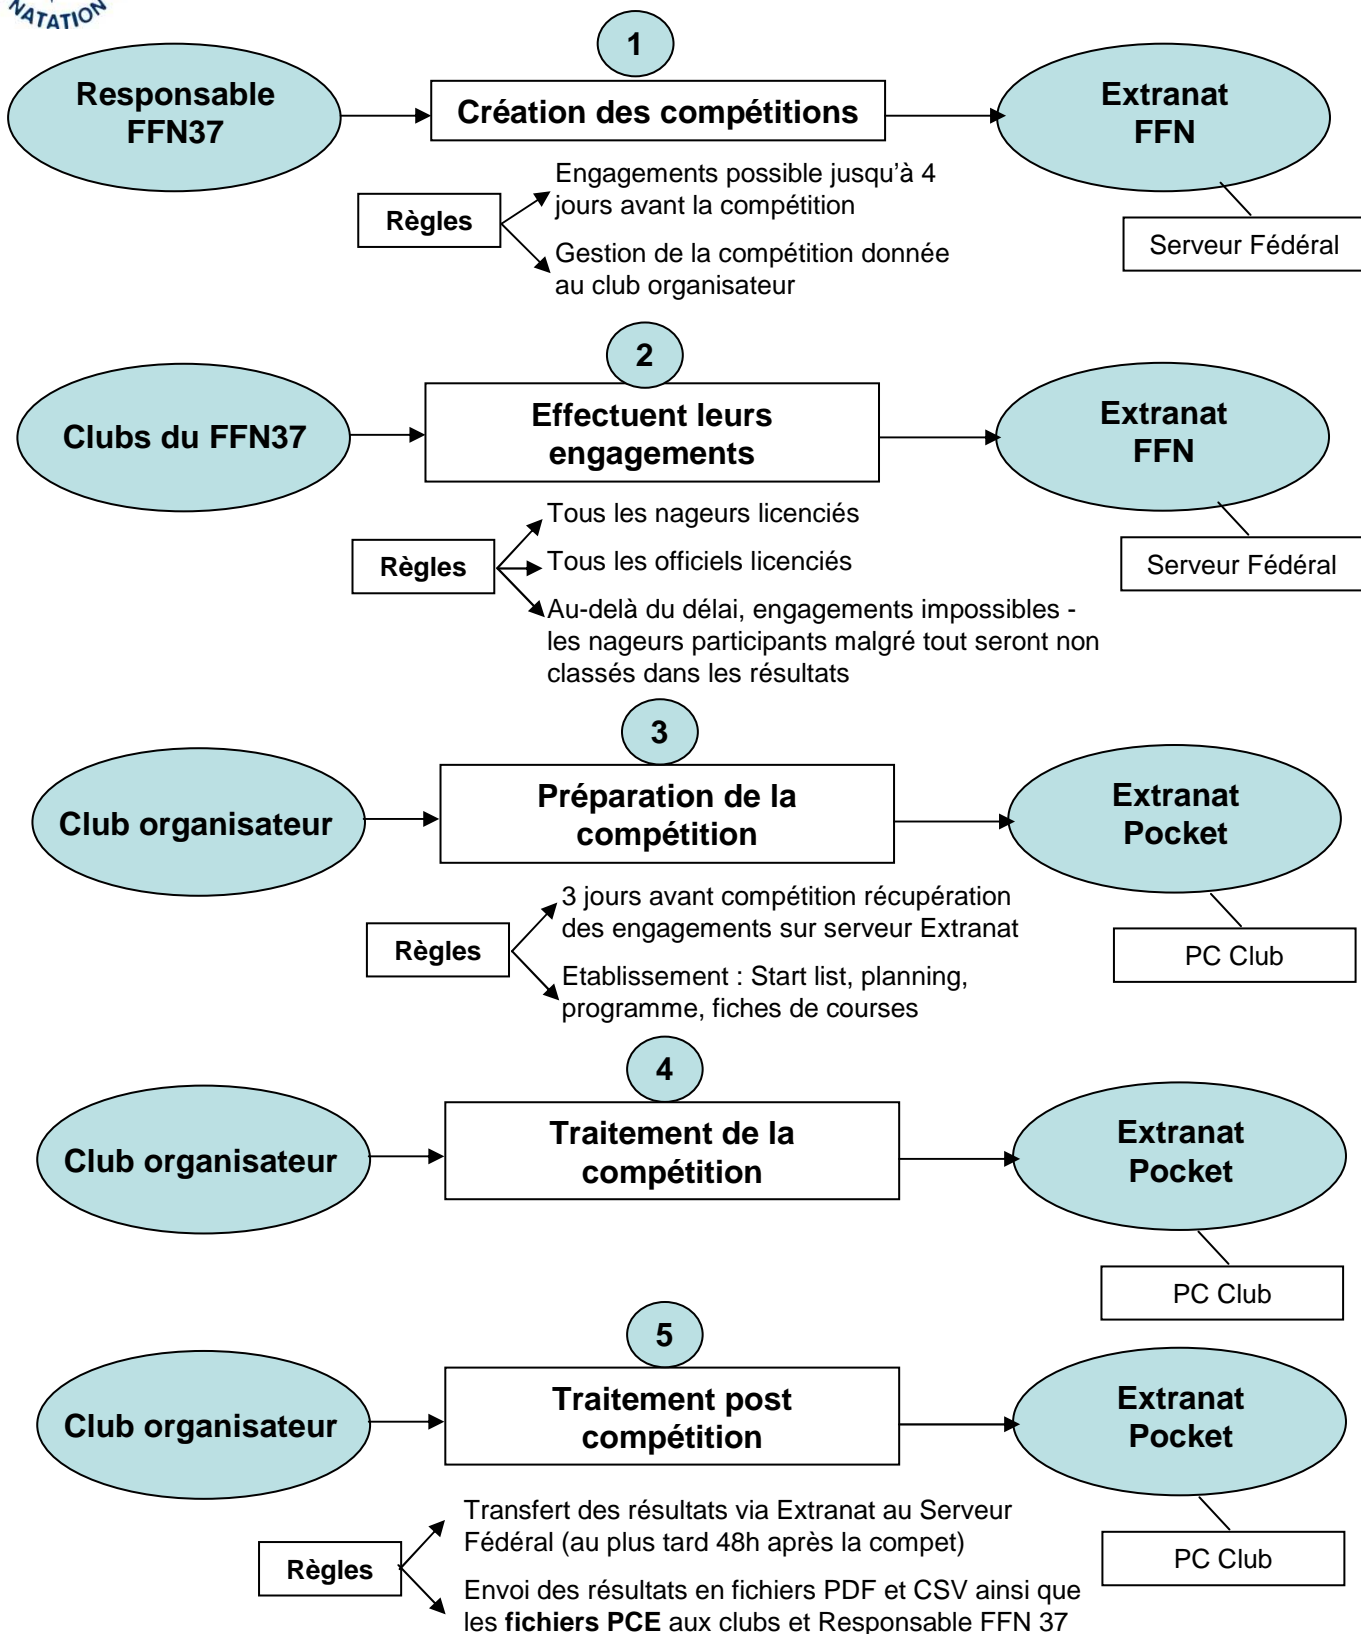 NATATION
1
Responsable
FFN37
Création des compétitions
Extranat
FFN
Engagements possible jusqu'à 4
jours avant la compétition
Règles
Gestion de la compétition donnée
au club organisateur
Serveur Fédéral
2
Clubs du FFN37
Effectuent leurs
engagements
Extranat
FFN
Tous les nageurs licenciés
Règles
Tous les officiels licenciés
Serveur Fédéral
Au-delà du délai, engagements impossibles -
les nageurs participants malgré tout seront non
classés dans les résultats
3
Club organisateur
Préparation de la
compétition
Extranat
Pocket
3 jours avant compétition récupération
des engagements sur serveur Extranat
Règles
PC Club
Etablissement : Start list, planning,
programme, fiches de courses
4
Club organisateur
Traitement de la
compétition
Extranat
Pocket
PC Club
5
Club organisateur
Traitement post
compétition
Extranat
Pocket
Transfert des résultats via Extranat au Serveur
Fédéral (au plus tard 48h après la compet)
Règles
PC Club
Envoi des résultats en fichiers PDF et CSV ainsi que
les fichiers PCE aux clubs et Responsable FFN 37